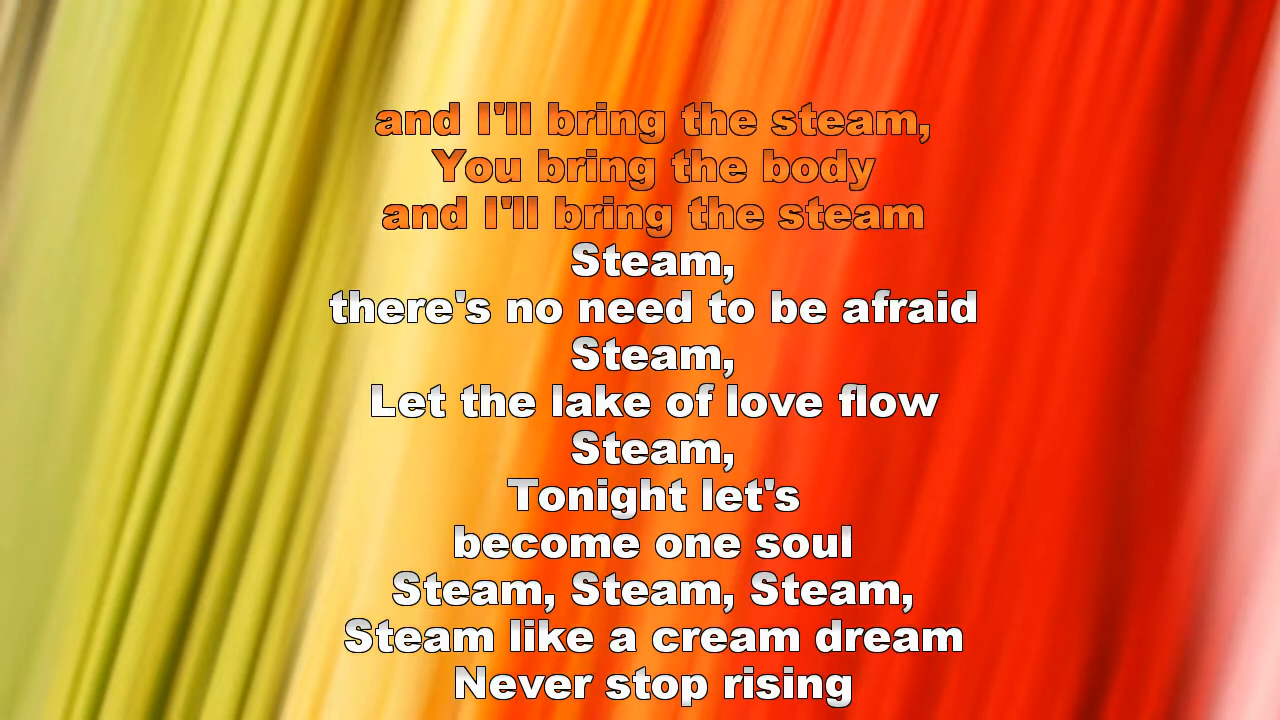 and I'll bring the steam,
You bring the body
and I'll bring the steam
Steam,
there's no need to be afraid
Steam,
Let the lake of love flow
Steam,
Tonight let's
become one soul
Steam, Steam, Steam,
Steam like a cream dream
Never stop rising